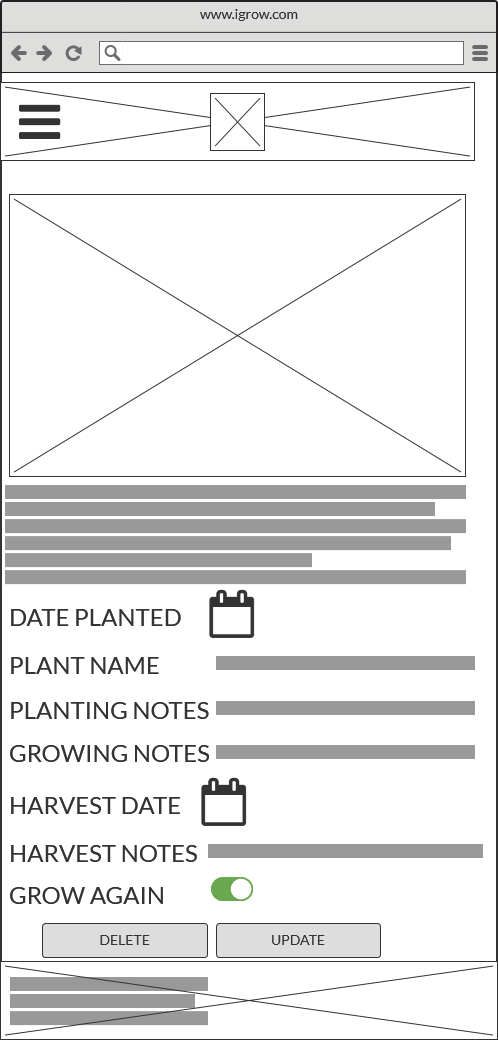 www.igrow.com
DATE PLANTED
PLANT NAME
PLANTING NOTES
GROWING NOTES
HARVEST DATE
HARVEST NOTES
GROW AGAIN
DELETE UPDATE